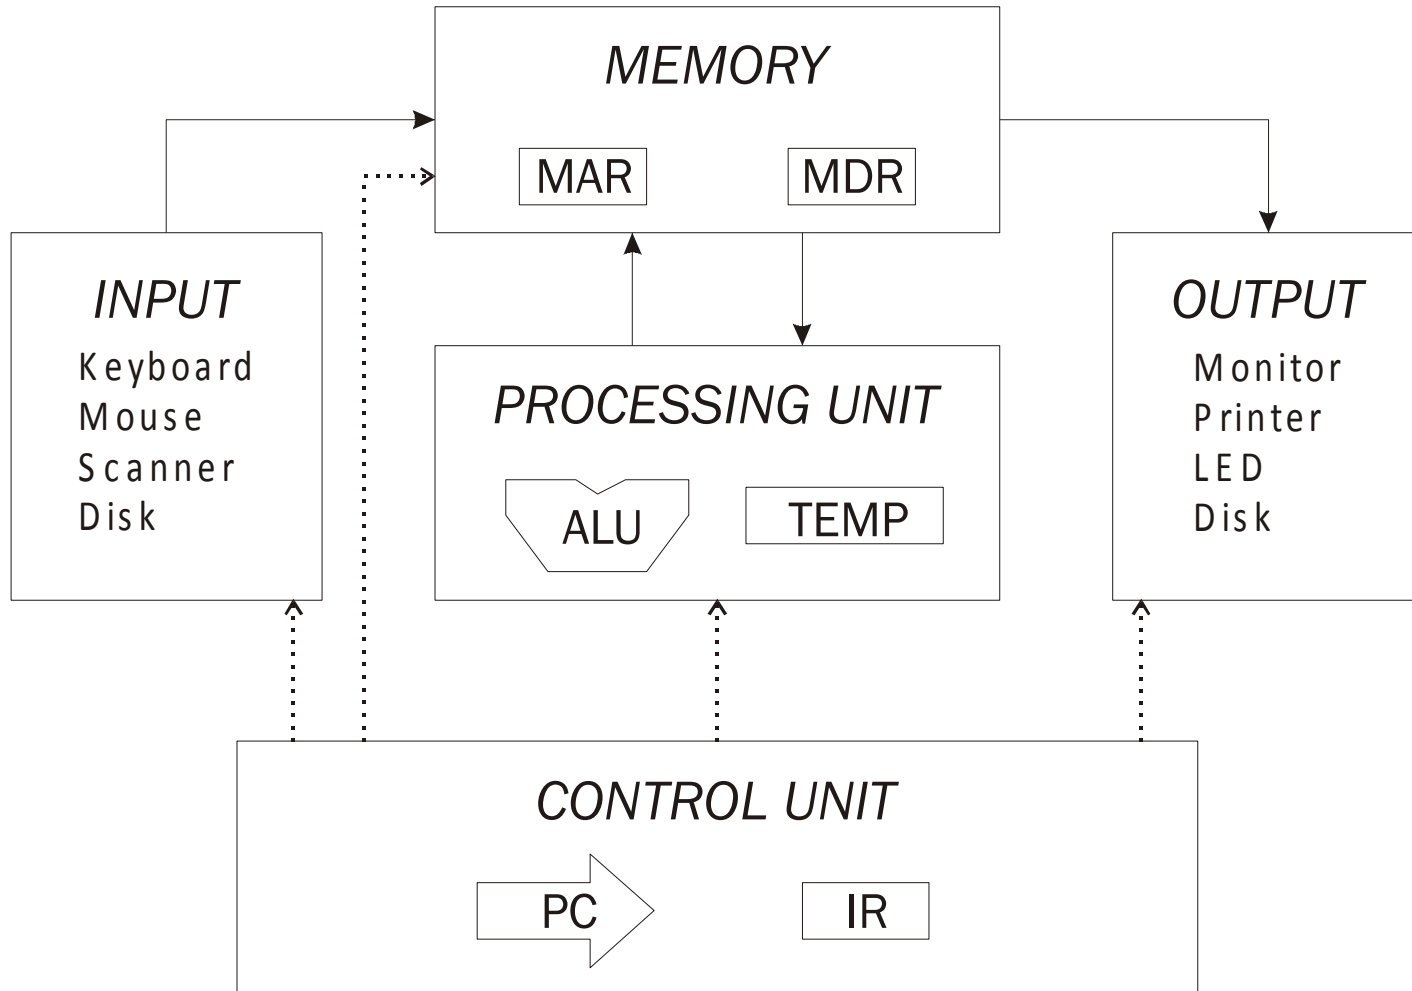 MEMORY
MAR
MDR
INPUT
Keyboard
Mouse
Scanner
Disk
PROCESSING UNIT
ALU
TEMP
OUTPUT
Monitor
Printer
LED
Disk
CONTROL UNIT
PC
IR